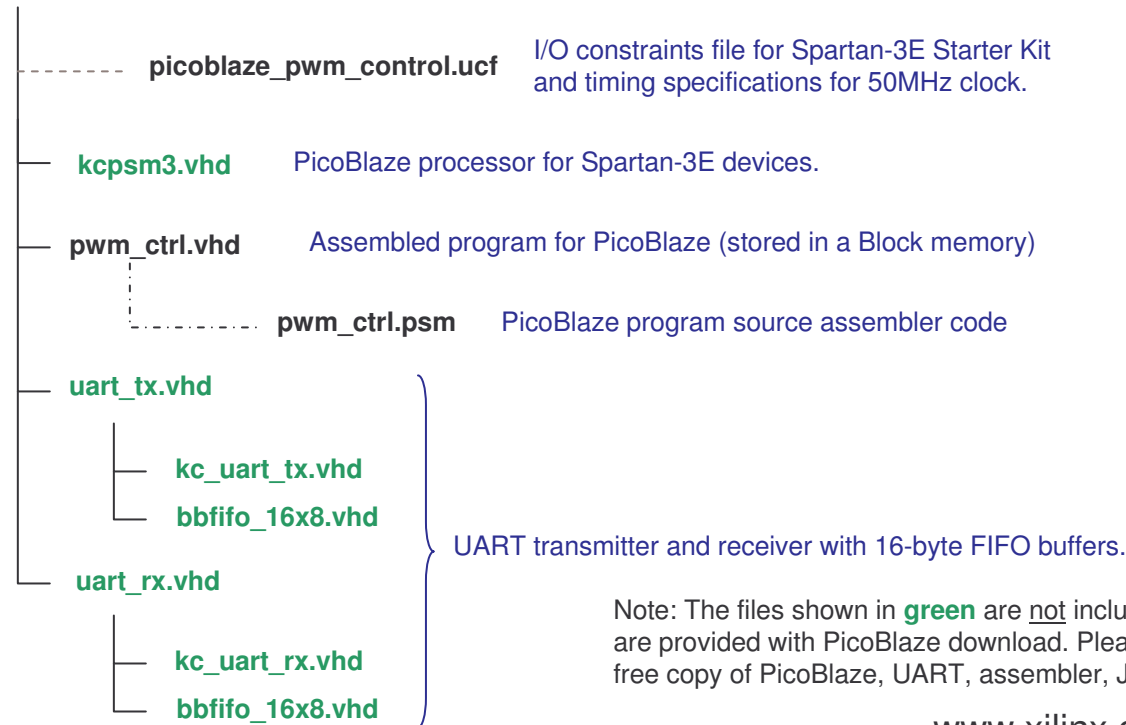 picoblaze_pwm_control.ucf
I/O constraints file for Spartan-3E Starter Kit
and timing specifications for 50MHz clock.
kcpsm3.vhd PicoBlaze processor for Spartan-3E devices.
pwm_ctrl.vhd Assembled program for PicoBlaze (stored in a Block memory)
pwm_ctrl.psm PicoBlaze program source assembler code
uart_tx.vhd
kc_uart_tx.vhd
bbfifo_16x8.vhd
UART transmitter and receiver with 16-byte FIFO buffers.
uart_rx.vhd
Note: The files shown in green are not inclu
are provided with PicoBlaze download. Plea
kc_uart_rx.vhd
free copy of PicoBlaze, UART, assembler, J
bbfifo_16x8.vhd